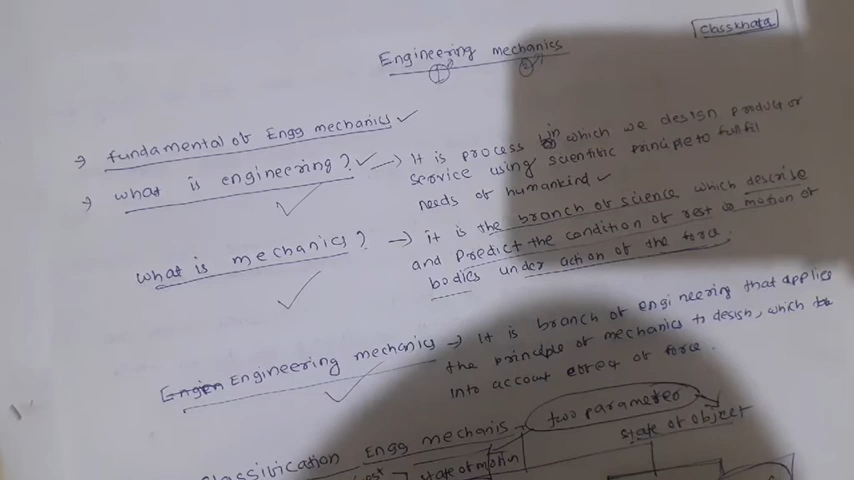 Classkhata
Engineering mechanics
① ②
→ fundamental of Engg mechanics ✓
→ what is engineering? ✓ → It is process in which we design product or
service using scientific principle to fulfil
needs of humankind ✓
what is mechanics? → it is the branch of science which describe
and Predict the condition of rest or motion of
bodies under action of the force.
Engineering mechanics → It is branch of engineering that applies
the principle of mechanics to design, which
into account effect of force.
Classification Engg mechanis → two parameter
state of object
state of motion